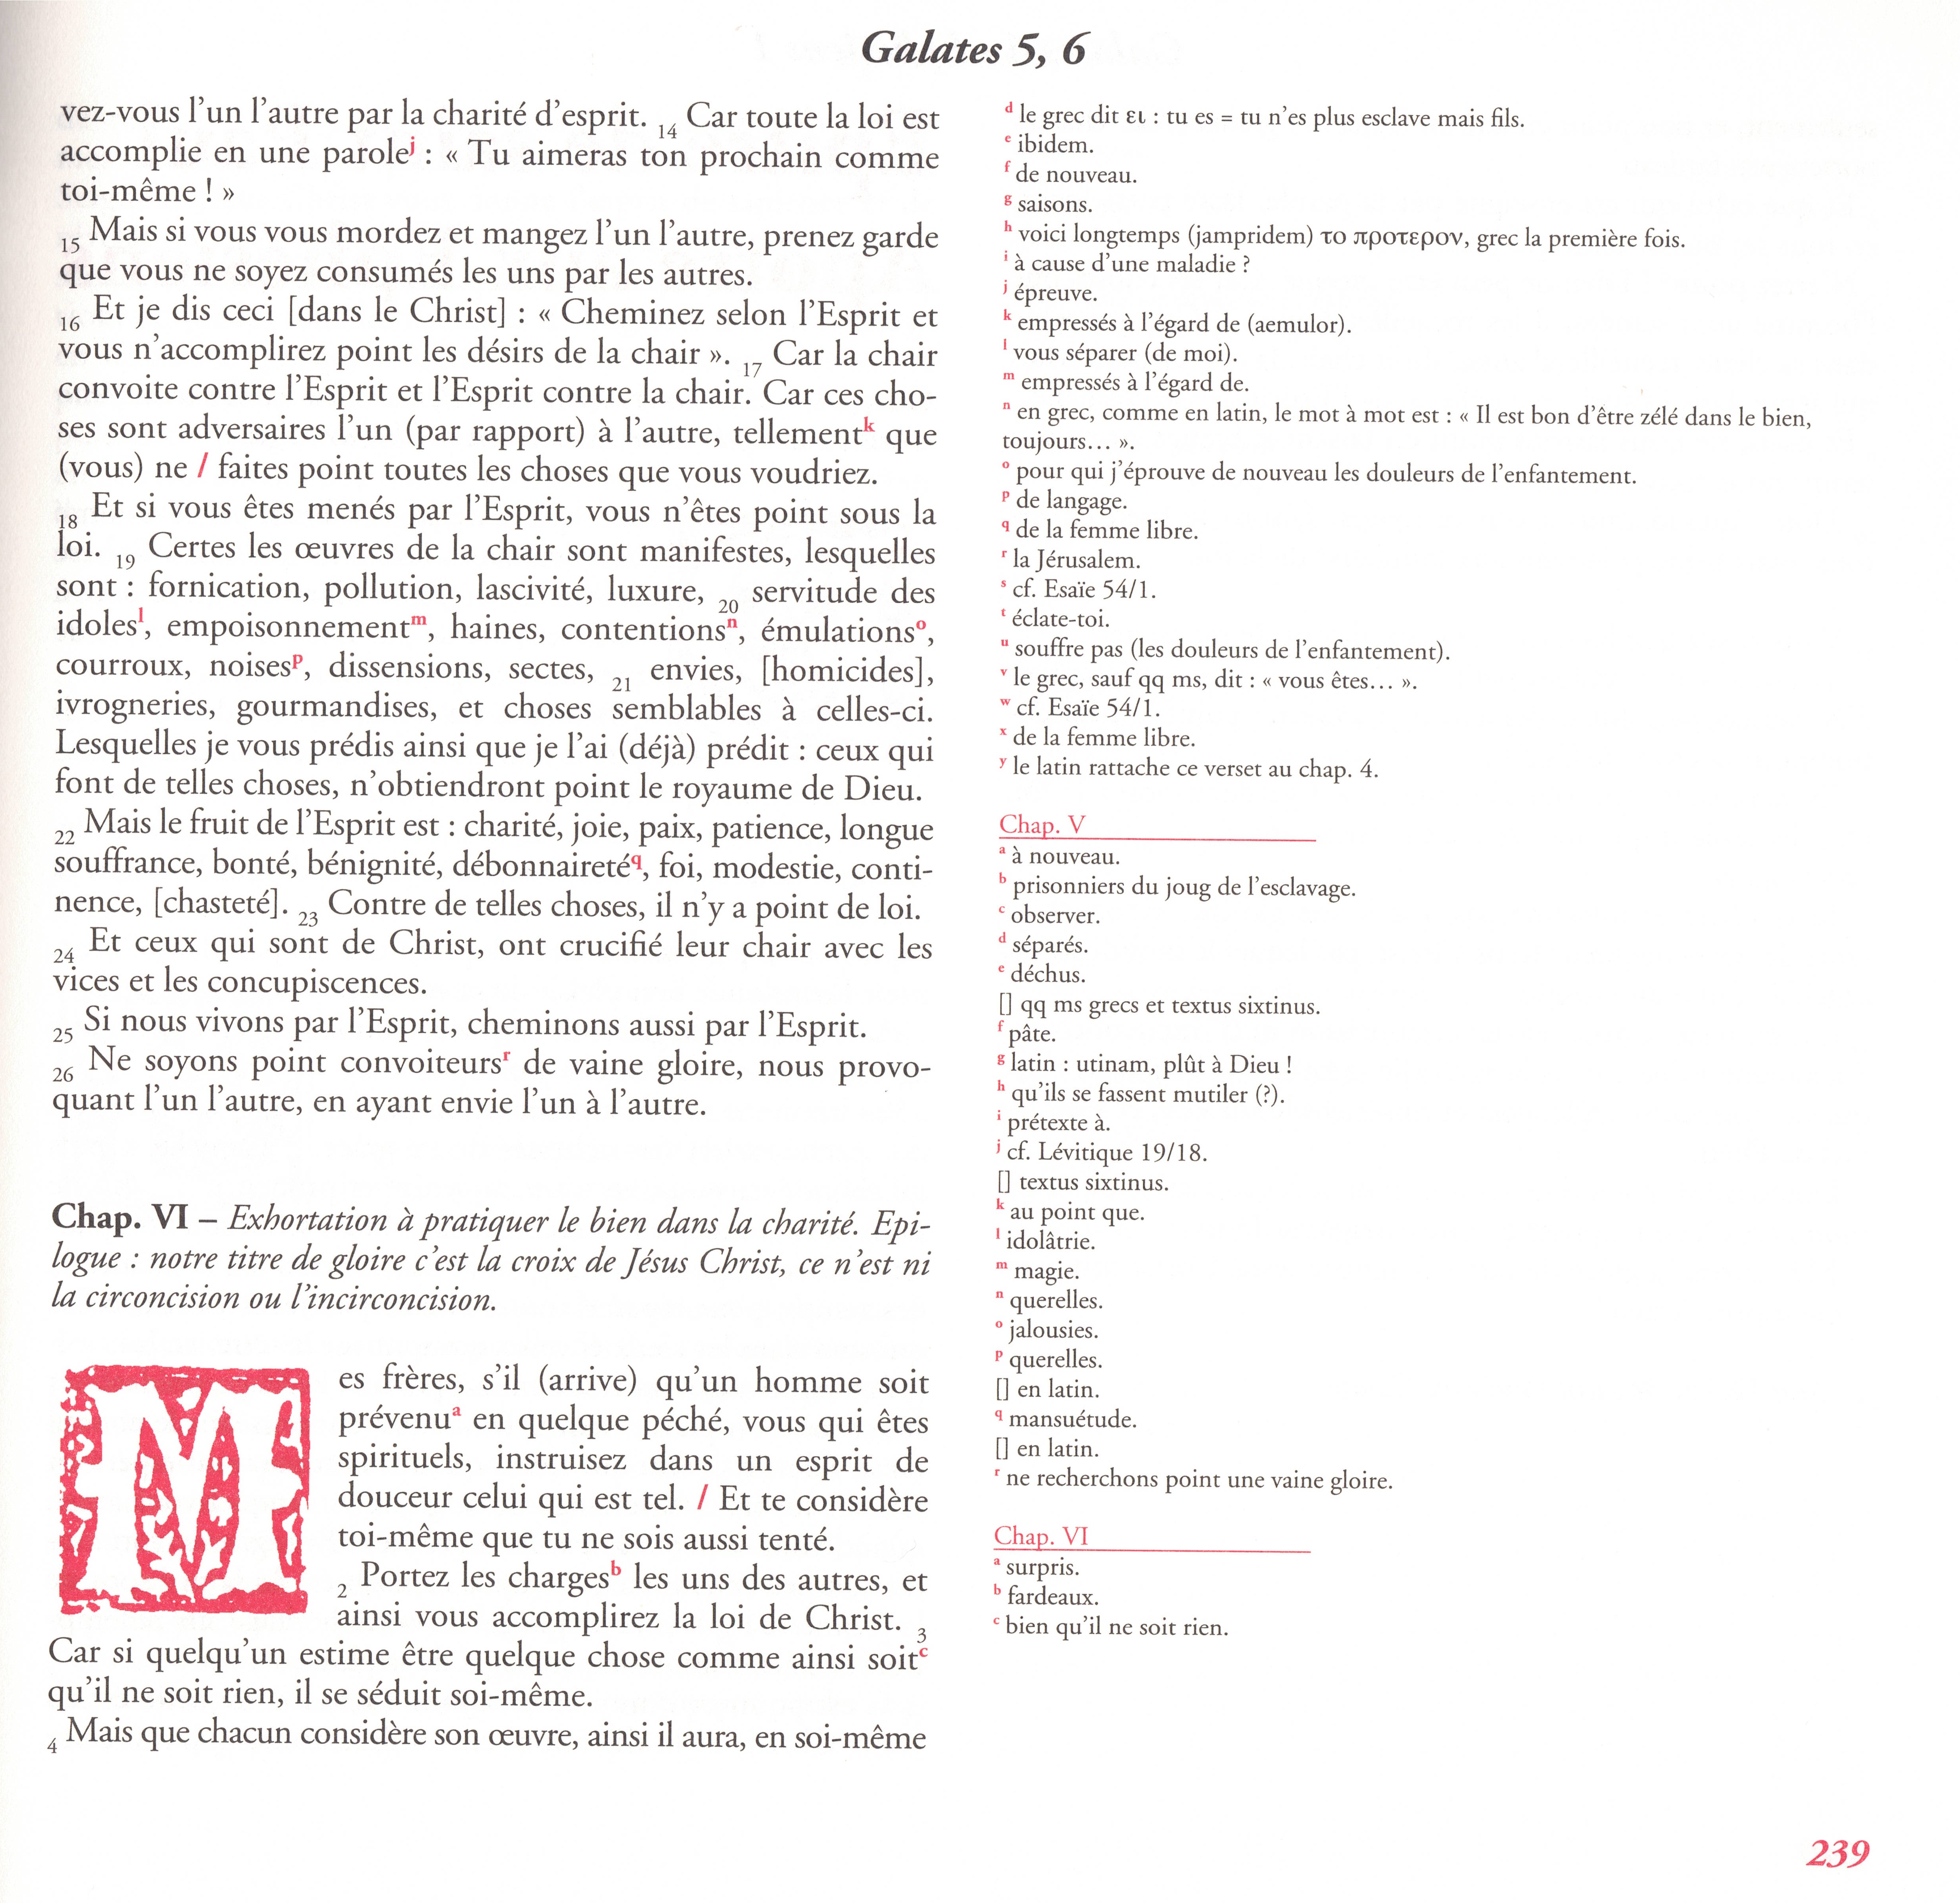 Galates 5, 6
vez-vous l'un l'autre par la charité d'esprit. 14 Car toute la loi est
accomplie en une parole j : « Tu aimeras ton prochain comme
toi-même ! »
15 Mais si vous vous mordez et mangez l'un l'autre, prenez garde
que vous ne soyez consumés les uns par les autres.
16 Et je dis ceci [dans le Christ] : « Cheminez selon l'Esprit et
vous n'accomplirez point les désirs de la chair ». 17 Car la chair
convoite contre l'Esprit et l'Esprit contre la chair. Car ces cho-
ses sont adversaires l'un (par rapport) à l'autre, tellement k que
(vous) ne / faites point toutes les choses que vous voudriez.
18 Et si vous êtes menés par l'Esprit, vous n'êtes point sous la
loi. 19 Certes les œuvres de la chair sont manifestes, lesquelles
sont : fornication, pollution, lascivité, luxure, 20 servitude des
idoles l, empoisonnement m, haines, contentions n, émulations o,
courroux, noises p, dissensions, sectes, 21 envies, [homicides],
ivrogneries, gourmandises, et choses semblables à celles-ci.
Lesquelles je vous prédis ainsi que je l'ai (déjà) prédit : ceux qui
font de telles choses, n'obtiendront point le royaume de Dieu.
22 Mais le fruit de l'Esprit est : charité, joie, paix, patience, longue
souffrance, bonté, bénignité, débonnaireté q, foi, modestie, conti-
nence, [chasteté]. 23 Contre de telles choses, il n'y a point de loi.
24 Et ceux qui sont de Christ, ont crucifié leur chair avec les
vices et les concupiscences.
25 Si nous vivons par l'Esprit, cheminons aussi par l'Esprit.
26 Ne soyons point convoiteurs r de vaine gloire, nous provo-
quant l'un l'autre, en ayant envie l'un à l'autre.
Chap. VI – Exhortation à pratiquer le bien dans la charité. Epi-
logue : notre titre de gloire c'est la croix de Jésus Christ, ce n'est ni
la circoncision ou l'incirconcision.
M es frères, s'il (arrive) qu'un homme soit
prévenu a en quelque péché, vous qui êtes
spirituels, instruisez dans un esprit de
douceur celui qui est tel. / Et te considère
toi-même que tu ne sois aussi tenté.
2 Portez les charges b les uns des autres, et
ainsi vous accomplirez la loi de Christ. 3
Car si quelqu'un estime être quelque chose comme ainsi soit c
qu'il ne soit rien, il se séduit soi-même.
4 Mais que chacun considère son œuvre, ainsi il aura, en soi-même
d le grec dit ει : tu es = tu n'es plus esclave mais fils.
e ibidem.
f de nouveau.
g saisons.
h voici longtemps (jampridem) το προτερον, grec la première fois.
i à cause d'une maladie ?
j épreuve.
k empressés à l'égard de (aemulor).
l vous séparer (de moi).
m empressés à l'égard de.
n en grec, comme en latin, le mot à mot est : « Il est bon d'être zélé dans le bien,
toujours… ».
o pour qui j'éprouve de nouveau les douleurs de l'enfantement.
p de langage.
q de la femme libre.
r la Jérusalem.
s cf. Esaïe 54/1.
t éclate-toi.
u souffre pas (les douleurs de l'enfantement).
v le grec, sauf qq ms, dit : « vous êtes… ».
w cf. Esaïe 54/1.
x de la femme libre.
y le latin rattache ce verset au chap. 4.
Chap. V
a à nouveau.
b prisonniers du joug de l'esclavage.
c observer.
d séparés.
e déchus.
[] qq ms grecs et textus sixtinus.
f pâte.
g latin : utinam, plût à Dieu !
h qu'ils se fassent mutiler (?).
i prétexte à.
j cf. Lévitique 19/18.
[] textus sixtinus.
k au point que.
l idolâtrie.
m magie.
n querelles.
o jalousies.
p querelles.
[] en latin.
q mansuétude.
[] en latin.
r ne recherchons point une vaine gloire.
Chap. VI
a surpris.
b fardeaux.
c bien qu'il ne soit rien.
239